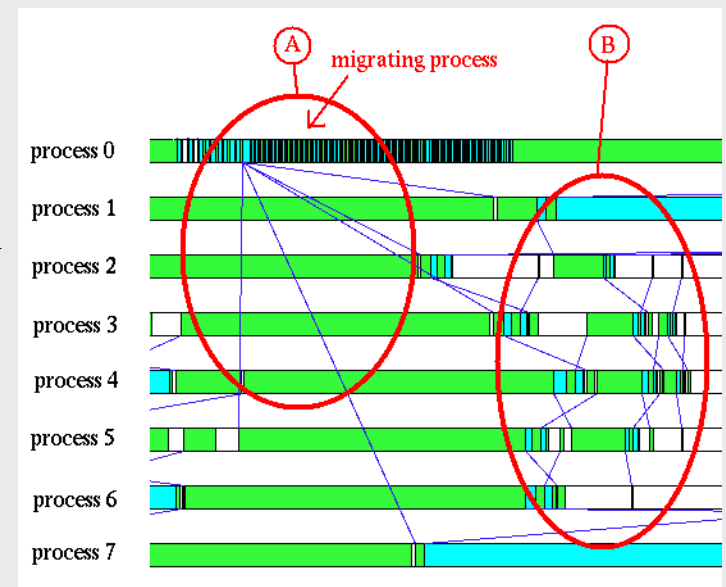 A
B
migrating process
process 0
process 1
process 2
process 3
process 4
process 5
process 6
process 7